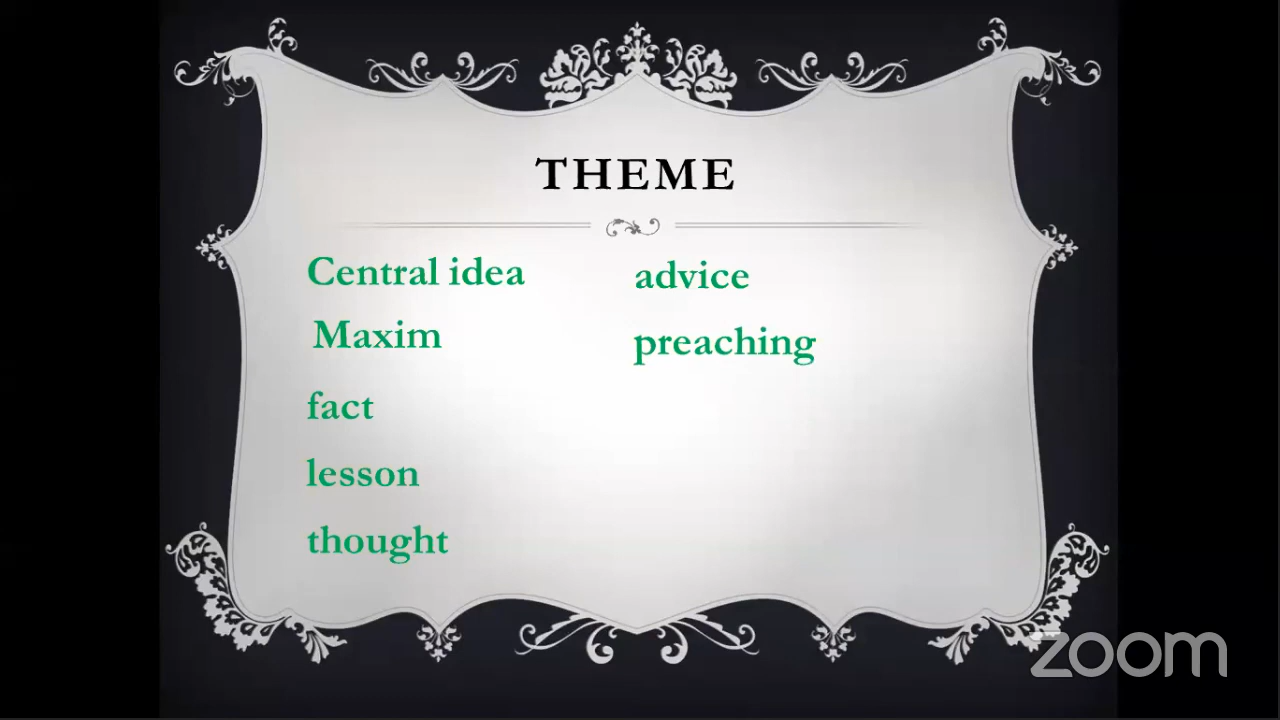 THEME
Central idea
Maxim
fact
lesson
thought
advice
preaching
zoom